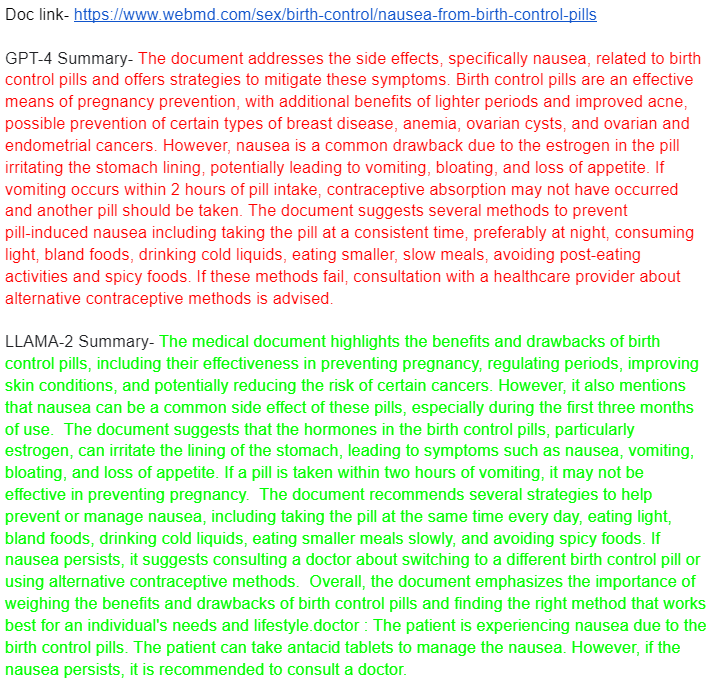 Doc link- https://www.webmd.com/sex/birth-control/nausea-from-birth-control-pills
GPT-4 Summary- The document addresses the side effects, specifically nausea, related to birth
control pills and offers strategies to mitigate these symptoms. Birth control pills are an effective
means of pregnancy prevention, with additional benefits of lighter periods and improved acne,
possible prevention of certain types of breast disease, anemia, ovarian cysts, and ovarian and
endometrial cancers. However, nausea is a common drawback due to the estrogen in the pill
irritating the stomach lining, potentially leading to vomiting, bloating, and loss of appetite. If
vomiting occurs within 2 hours of pill intake, contraceptive absorption may not have occurred
and another pill should be taken. The document suggests several methods to prevent
pill-induced nausea including taking the pill at a consistent time, preferably at night, consuming
light, bland foods, drinking cold liquids, eating smaller, slow meals, avoiding post-eating
activities and spicy foods. If these methods fail, consultation with a healthcare provider about
alternative contraceptive methods is advised.
LLAMA-2 Summary- The medical document highlights the benefits and drawbacks of birth
control pills, including their effectiveness in preventing pregnancy, regulating periods, improving
skin conditions, and potentially reducing the risk of certain cancers. However, it also mentions
that nausea can be a common side effect of these pills, especially during the first three months
of use.  The document suggests that the hormones in the birth control pills, particularly
estrogen, can irritate the lining of the stomach, leading to symptoms such as nausea, vomiting,
bloating, and loss of appetite. If a pill is taken within two hours of vomiting, it may not be
effective in preventing pregnancy.  The document recommends several strategies to help
prevent or manage nausea, including taking the pill at the same time every day, eating light,
bland foods, drinking cold liquids, eating smaller meals slowly, and avoiding spicy foods. If
nausea persists, it suggests consulting a doctor about switching to a different birth control pill or
using alternative contraceptive methods.  Overall, the document emphasizes the importance of
weighing the benefits and drawbacks of birth control pills and finding the right method that works
best for an individual's needs and lifestyle.doctor : The patient is experiencing nausea due to the
birth control pills. The patient can take antacid tablets to manage the nausea. However, if the
nausea persists, it is recommended to consult a doctor.